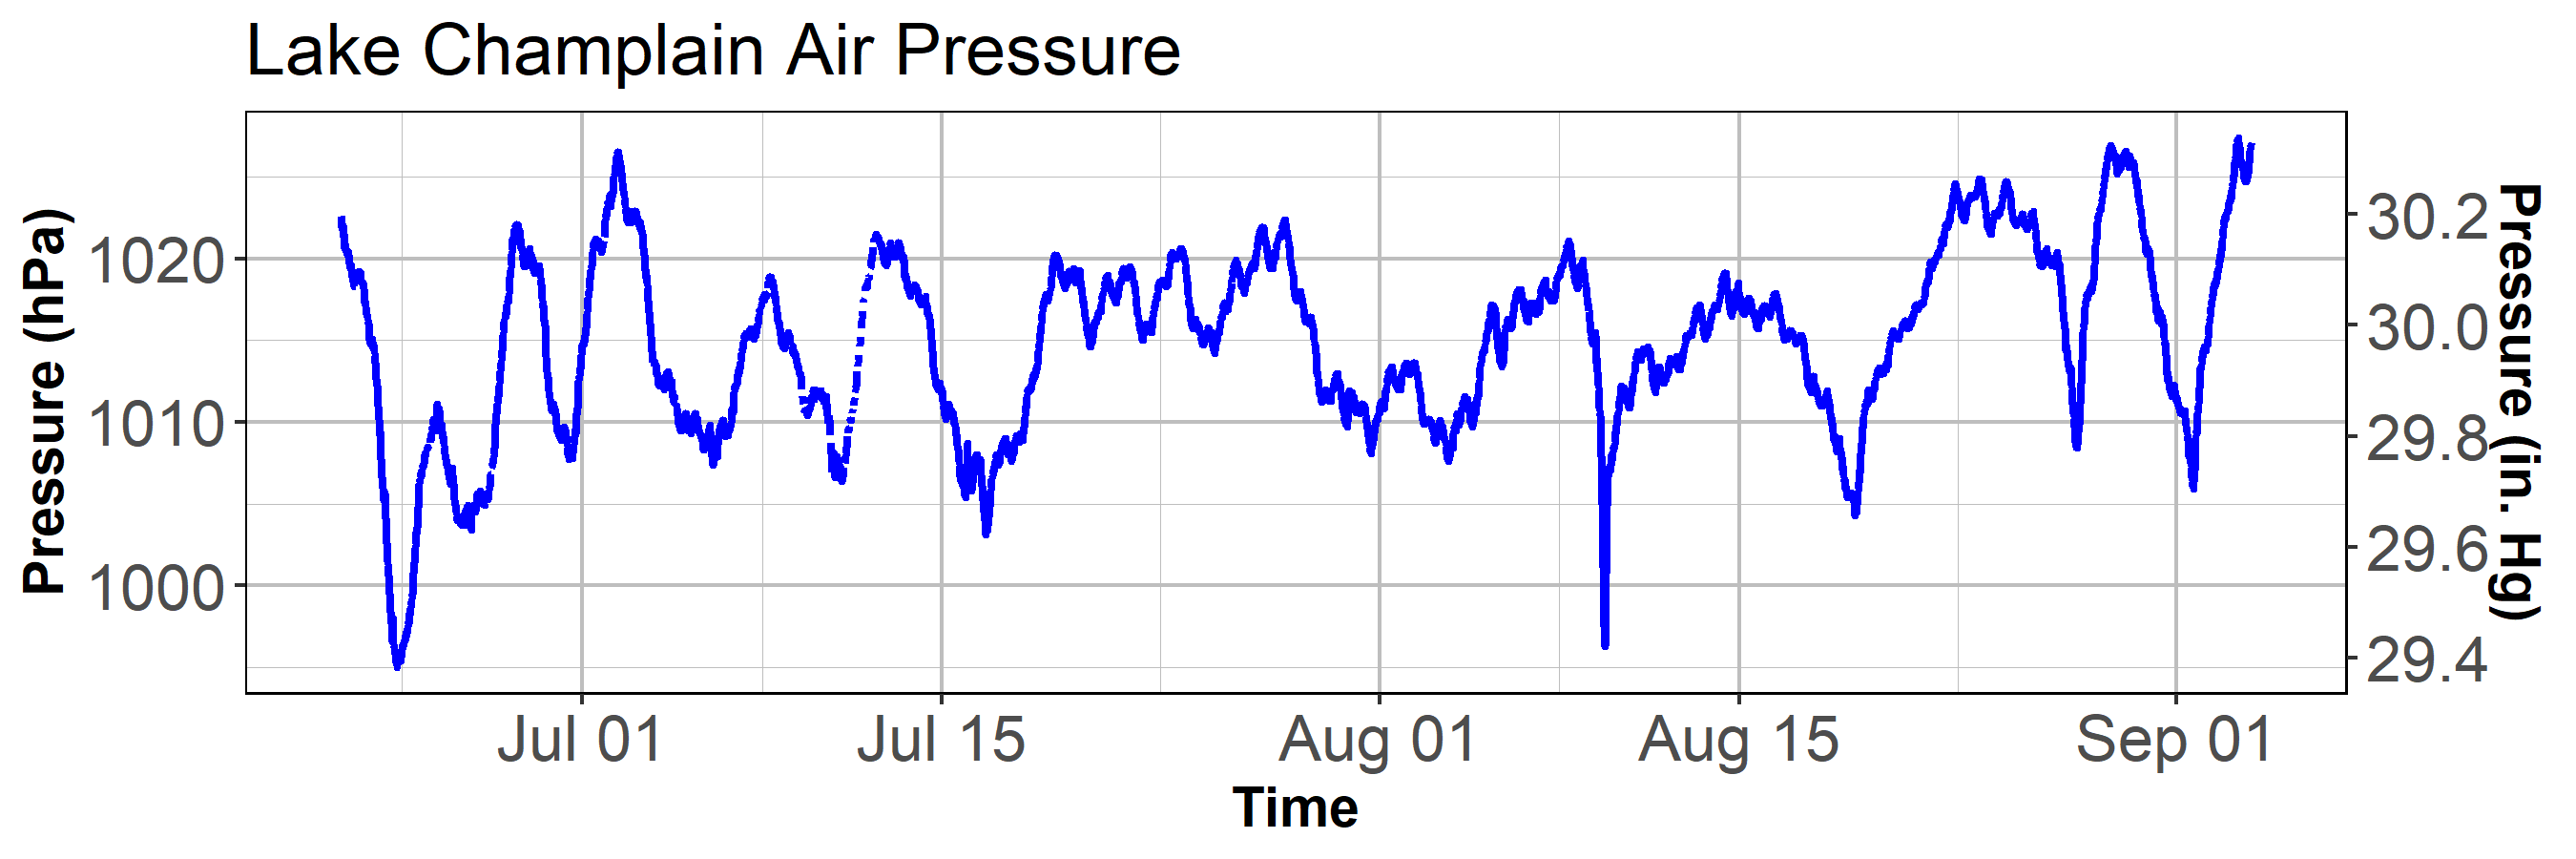 Lake Champlain Air Pressure
Pressure (hPa)
1020
1010
1000
30.2
30.0
29.8
29.6
29.4
Pressure (in. Hg)
Jul 01
Jul 15
Aug 01
Aug 15
Sep 01
Time